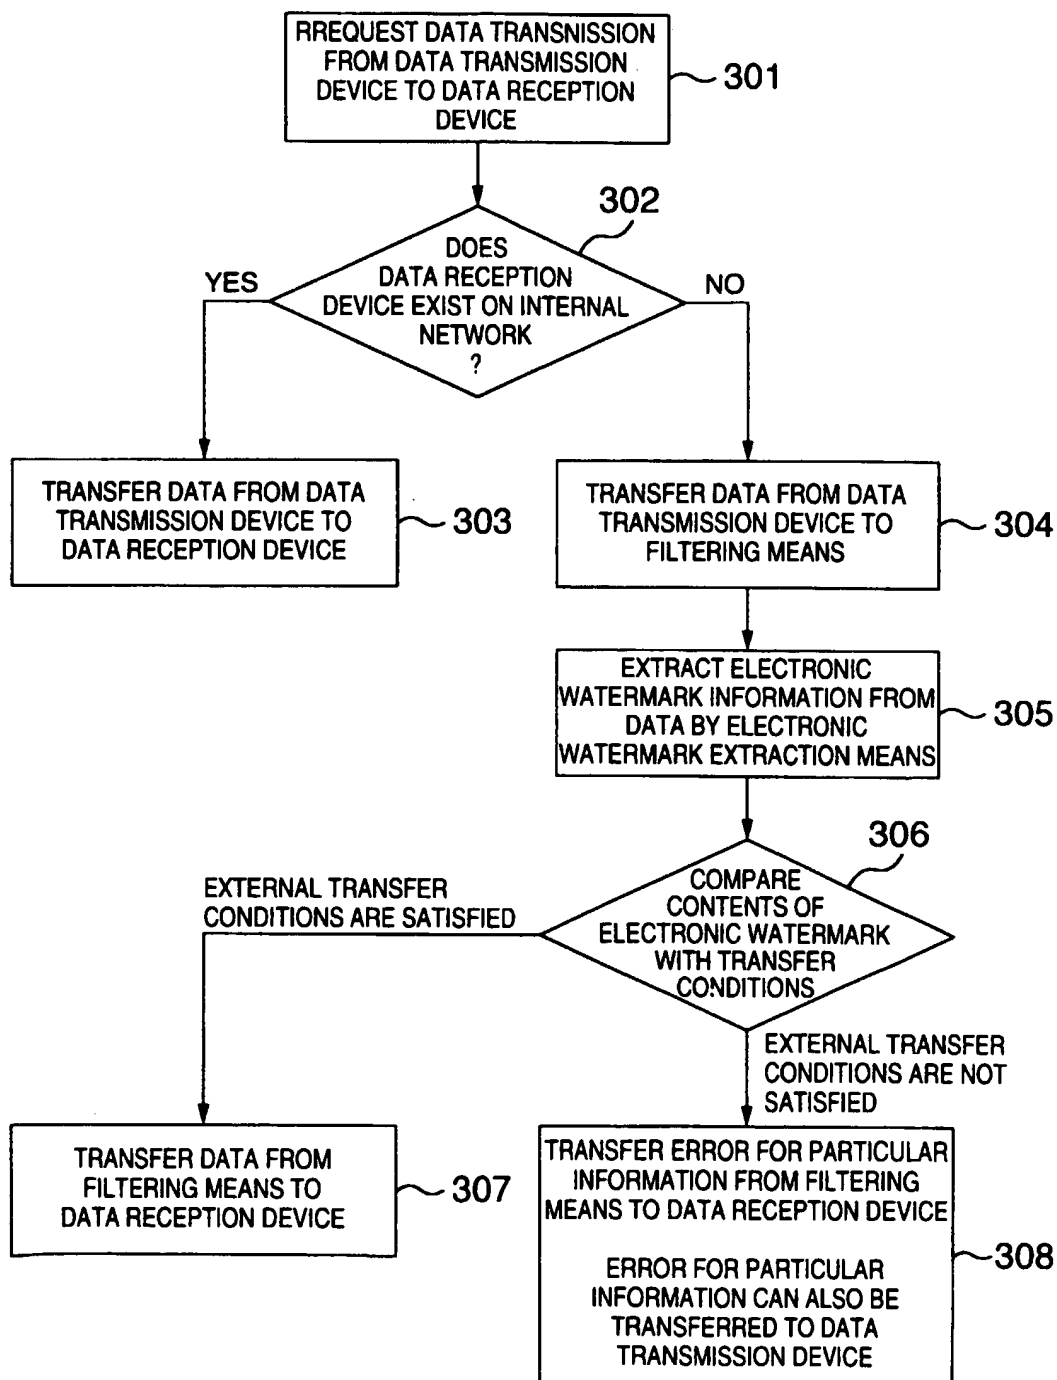 RREQUEST DATA TRANSNISSION
FROM DATA TRANSMISSION
DEVICE TO DATA RECEPTION
DEVICE
301
302
DOES
DATA RECEPTION
DEVICE EXIST ON INTERNAL
NETWORK
?
YES
NO
TRANSFER DATA FROM DATA
TRANSMISSION DEVICE TO
DATA RECEPTION DEVICE
303
TRANSFER DATA FROM DATA
TRANSMISSION DEVICE TO
FILTERING MEANS
304
EXTRACT ELECTRONIC
WATERMARK INFORMATION FROM
DATA BY ELECTRONIC
WATERMARK EXTRACTION MEANS
305
306
COMPARE
CONTENTS OF
ELECTRONIC WATERMARK
WITH TRANSFER
CONDITIONS
EXTERNAL TRANSFER
CONDITIONS ARE SATISFIED
EXTERNAL TRANSFER
CONDITIONS ARE NOT
SATISFIED
TRANSFER DATA FROM
FILTERING MEANS TO
DATA RECEPTION DEVICE
307
TRANSFER ERROR FOR PARTICULAR
INFORMATION FROM FILTERING
MEANS TO DATA RECEPTION DEVICE
ERROR FOR PARTICULAR
INFORMATION CAN ALSO BE
TRANSFERRED TO DATA
TRANSMISSION DEVICE
308